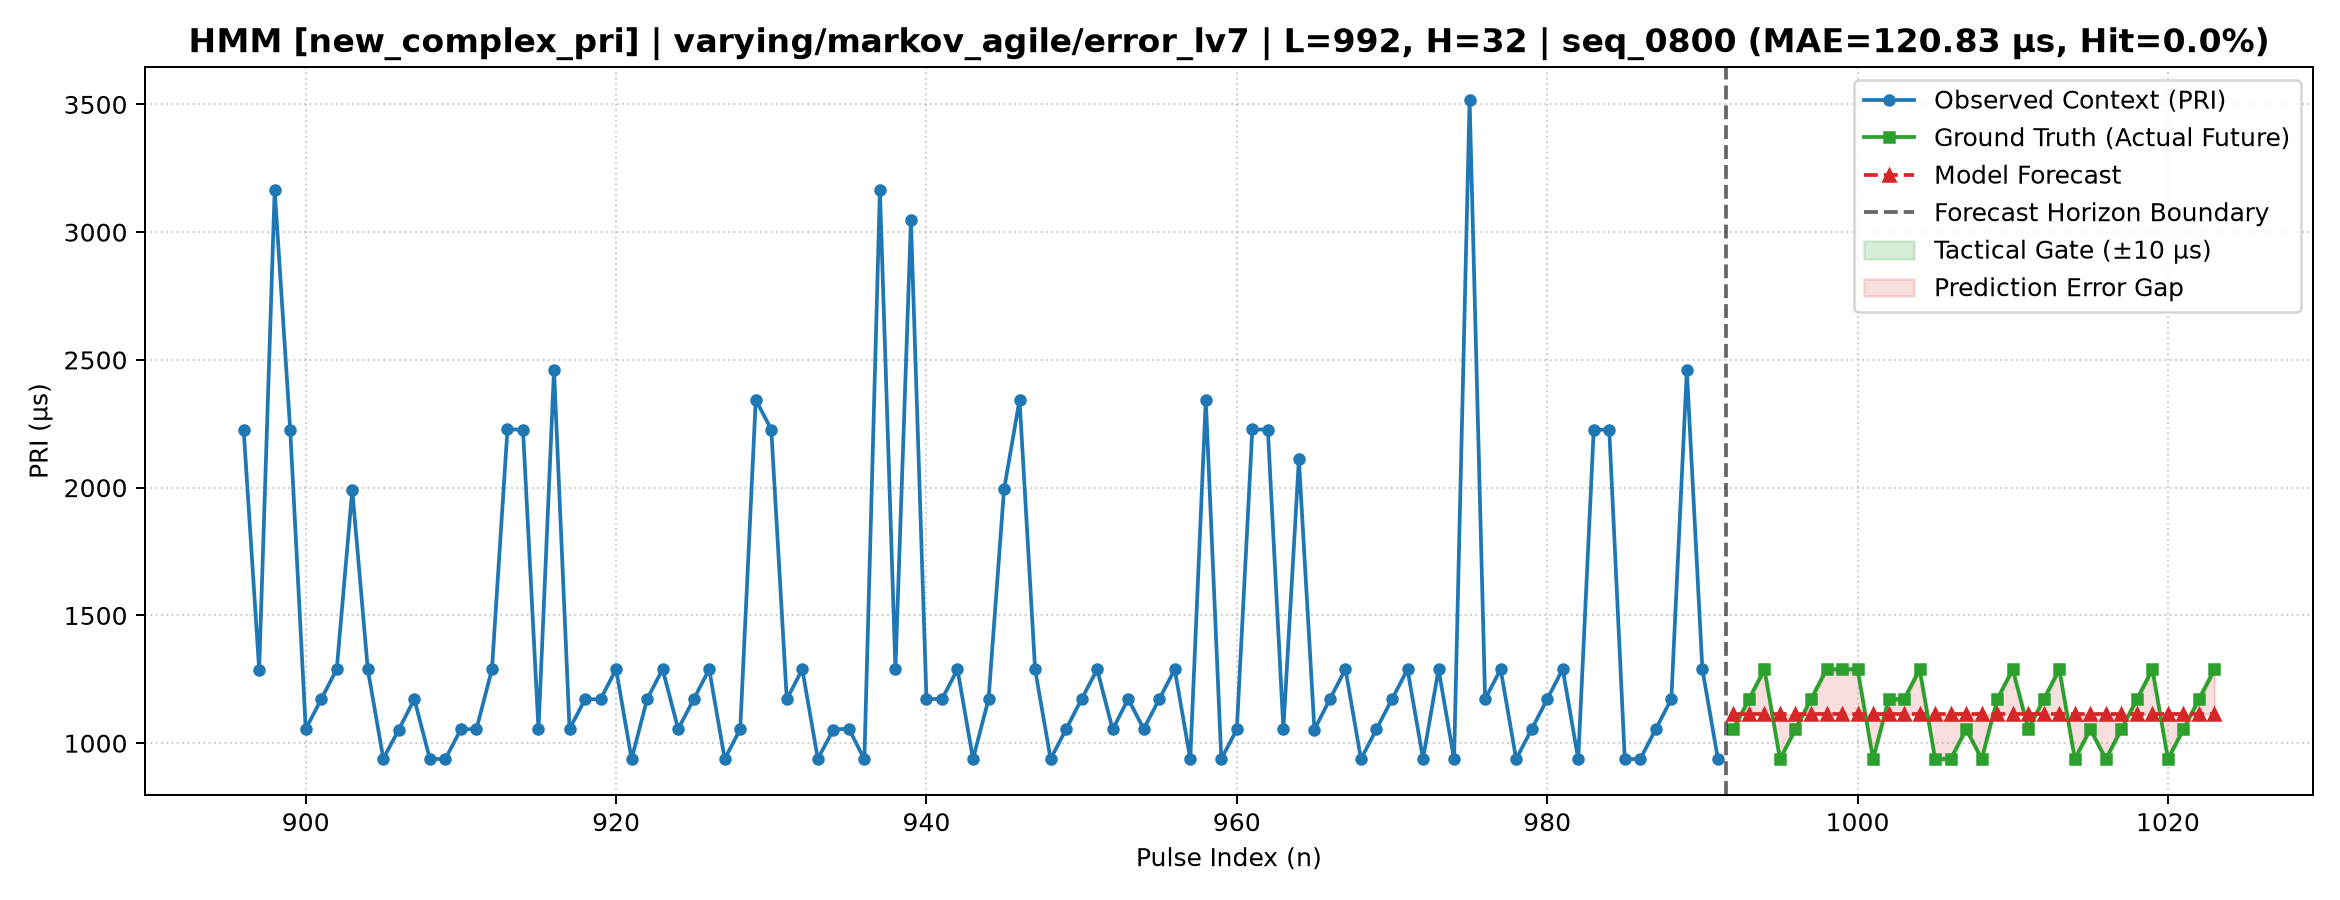 HMM [new_complex_pri] | varying/markov_agile/error_lv7 | L=992, H=32 | seq_0800 (MAE=120.83 µs, Hit=0.0%)
PRI (µs)
3500
3000
2500
2000
1500
1000
Observed Context (PRI)
Ground Truth (Actual Future)
Model Forecast
Forecast Horizon Boundary
Tactical Gate (±10 µs)
Prediction Error Gap
900
920
940
960
980
1000
1020
Pulse Index (n)